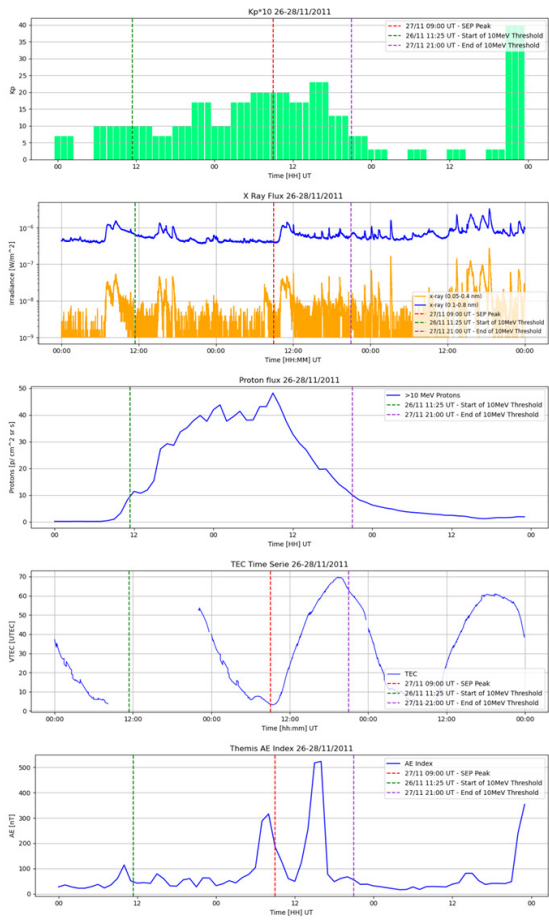 Kp*10 26-28/11/2011
27/11 09:00 UT - SEP Peak
26/11 11:25 UT - Start of 10MeV Threshold
27/11 21:00 UT - End of 10MeV Threshold
Kp
40
35
30
25
20
15
10
5
0
00 12 00 12 00 12 00
Time [HH] UT
X Ray Flux 26-28/11/2011
Irradiance [W/m^2]
10⁻⁶
10⁻⁷
10⁻⁸
10⁻⁹
x-ray (0.05-0.4 nm)
x-ray (0.1-0.8 nm)
27/11 09:00 UT - SEP Peak
26/11 11:25 UT - Start of 10MeV Threshold
27/11 21:00 UT - End of 10MeV Threshold
00:00 12:00 00:00 12:00 00:00 12:00 00:00
Time [HH:MM] UT
Proton flux 26-28/11/2011
Protons [p/ cm^2 sr s]
50
40
30
20
10
0
>10 MeV Protons
26/11 11:25 UT - Start of 10MeV Threshold
27/11 09:00 UT - SEP Peak
27/11 21:00 UT - End of 10MeV Threshold
00 12 00 12 00 12 00
Time [HH] UT
TEC Time Serie 26-28/11/2011
VTEC [UTEC]
70
60
50
40
30
20
10
0
TEC
27/11 09:00 UT - SEP Peak
26/11 11:25 UT - Start of 10MeV Threshold
27/11 21:00 UT - End of 10MeV Threshold
00:00 12:00 00:00 12:00 00:00 12:00 00:00
Time [hh:mm] UT
Themis AE Index 26-28/11/2011
AE [nT]
500
400
300
200
100
0
AE Index
27/11 09:00 UT - SEP Peak
26/11 11:25 UT - Start of 10MeV Threshold
27/11 21:00 UT - End of 10MeV Threshold
00 12 00 12 00 12 00
Time [HH] UT